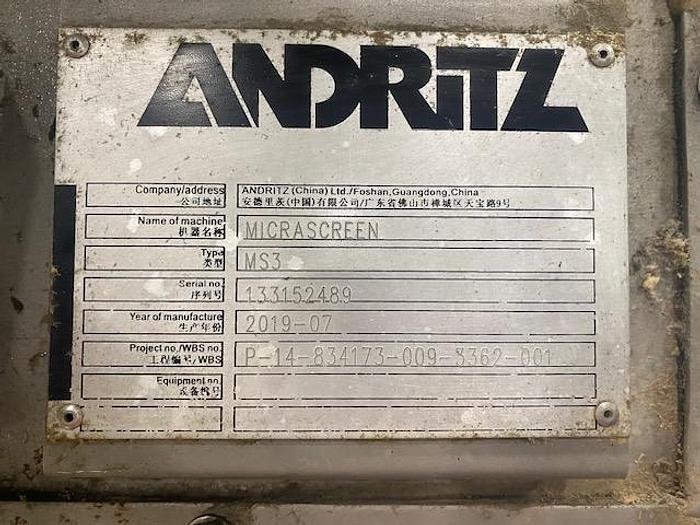 ANDRITZ
Company/address ANDRITZ (China) Ltd./Foshan,Guangdong,China
公司地址 安德里茨(中国)有限公司/广东省佛山市禅城区天宝路9号
Name of machine MICRASCREEN
机器名称
Type MS3
类型
Serial no. 133152489
序列号
Year of manufacture 2019-07
生产年份
Project no./WBS no. P-14-834173-009-3362-001
工程编号/WBS
Equipment no.
设备编号